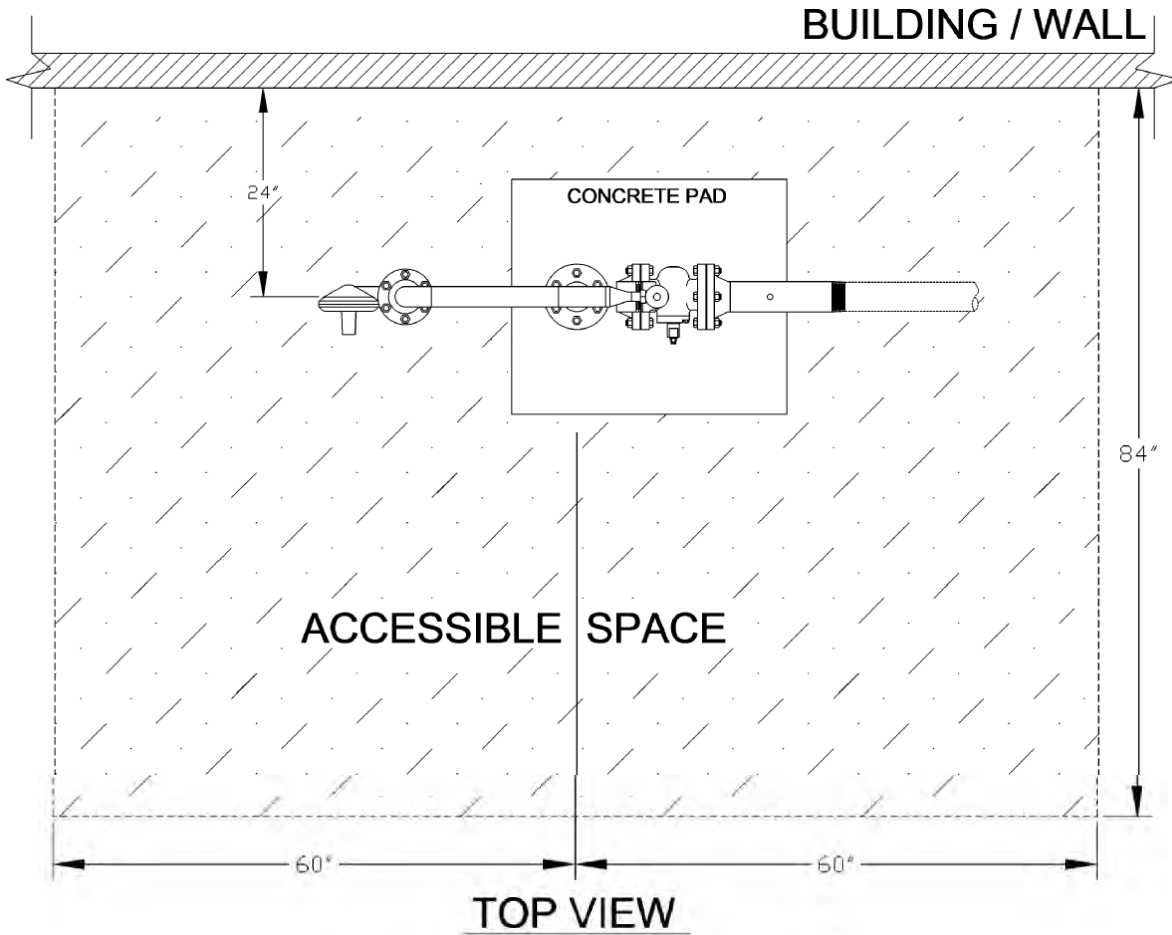 BUILDING / WALL
24"
CONCRETE PAD
84"
ACCESSIBLE SPACE
60"
60"
TOP VIEW